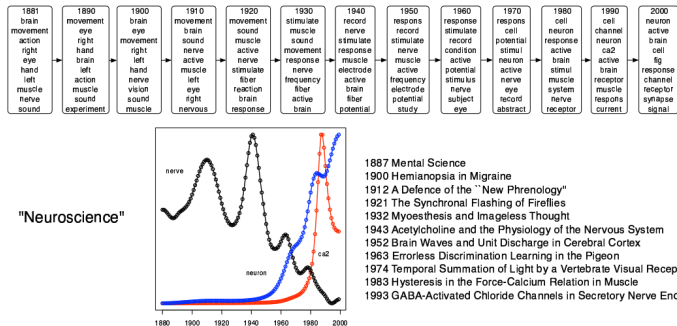 1881
brain
movement
action
right
eye
hand
left
muscle
nerve
sound
1890
movement
eye
right
hand
brain
left
action
muscle
sound
experiment
1900
brain
eye
movement
right
left
hand
nerve
vision
sound
muscle
1910
movement
brain
sound
nerve
active
muscle
left
eye
right
nervous
1920
movement
sound
muscle
active
nerve
stimulate
fiber
reaction
brain
response
1930
stimulate
muscle
sound
movement
response
nerve
frequency
fiber
active
brain
1940
record
nerve
stimulate
response
muscle
electrode
active
brain
fiber
potential
1950
respons
record
stimulate
nerve
muscle
active
frequency
electrode
potential
study
1960
response
stimulate
record
condition
active
potential
stimulus
nerve
subject
eye
1970
respons
cell
potential
stimul
neuron
active
nerve
eye
record
abstract
1980
cell
neuron
response
active
brain
stimul
muscle
system
nerve
receptor
1990
cell
channel
neuron
ca2
active
brain
receptor
muscle
respons
current
2000
neuron
active
brain
cell
fig
response
channel
receptor
synapse
signal
"Neuroscience"
nerve
neuron
ca2
1880 1900 1920 1940 1960 1980 2000
1887 Mental Science
1900 Hemianopsia in Migraine
1912 A Defence of the ``New Phrenology''
1921 The Synchronal Flashing of Fireflies
1932 Myoesthesis and Imageless Thought
1943 Acetylcholine and the Physiology of the Nervous System
1952 Brain Waves and Unit Discharge in Cerebral Cortex
1963 Errorless Discrimination Learning in the Pigeon
1974 Temporal Summation of Light by a Vertebrate Visual Recep
1983 Hysteresis in the Force-Calcium Relation in Muscle
1993 GABA-Activated Chloride Channels in Secretory Nerve End